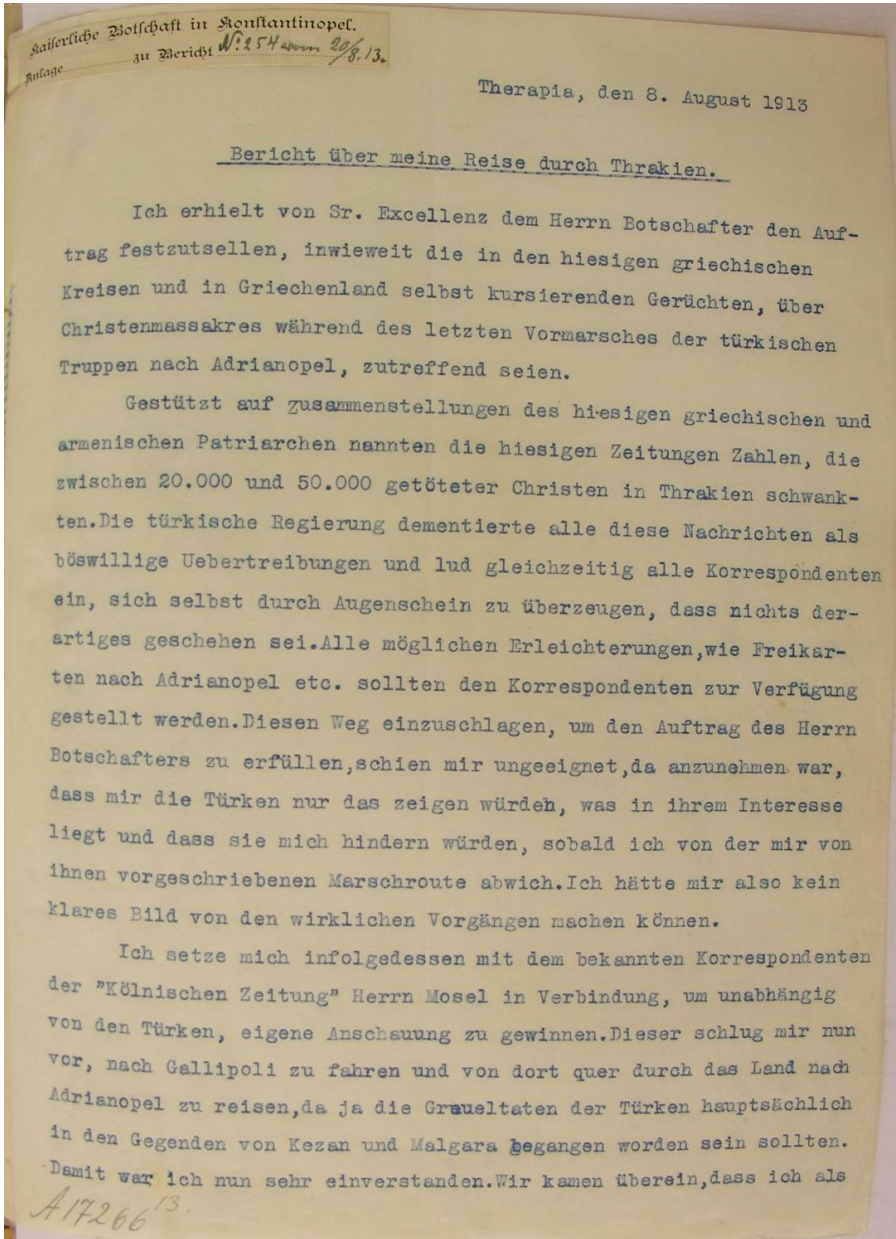 Kaiserliche Botschaft in Konstantinopel.
Anlage zu Bericht No. 254 vom 20/8.13.
Therapia, den 8. August 1913
Bericht über meine Reise durch Thrakien.
Ich erhielt von Sr. Excellenz dem Herrn Botschafter den Auf-
trag festzutsellen, inwieweit die in den hiesigen griechischen
Kreisen und in Griechenland selbst kursierenden Gerüchten, über
Christenmassakres während des letzten Vormarsches der türkischen
Truppen nach Adrianopel, zutreffend seien.
Gestützt auf zusammenstellungen des hiesigen griechischen und
armenischen Patriarchen nannten die hiesigen Zeitungen Zahlen, die
zwischen 20.000 und 50.000 getöteter Christen in Thrakien schwank-
ten.Die türkische Regierung dementierte alle diese Nachrichten als
böswillige Uebertreibungen und lud gleichzeitig alle Korrespondenten
ein, sich selbst durch Augenschein zu überzeugen, dass nichts der-
artiges geschehen sei.Alle möglichen Erleichterungen,wie Freikar-
ten nach Adrianopel etc. sollten den Korrespondenten zur Verfügung
gestellt werden.Diesen Weg einzuschlagen, um den Auftrag des Herrn
Botschafters zu erfüllen,schien mir ungeeignet,da anzunehmen war,
dass mir die Türken nur das zeigen würden, was in ihrem Interesse
liegt und dass sie mich hindern würden, sobald ich von der mir von
ihnen vorgeschriebenen Marschroute abwich.Ich hätte mir also kein
klares Bild von den wirklichen Vorgängen machen können.
Ich setze mich infolgedessen mit dem bekannten Korrespondenten
der "Kölnischen Zeitung" Herrn Mosel in Verbindung, um unabhängig
von den Türken, eigene Anschauung zu gewinnen.Dieser schlug mir nun
vor, nach Gallipoli zu fahren und von dort quer durch das Land nach
Adrianopel zu reisen,da ja die Graueltaten der Türken hauptsächlich
in den Gegenden von Kezan und Malgara begangen worden sein sollten.
Damit war ich nun sehr einverstanden.Wir kamen überein,dass ich als
A 17266 13.